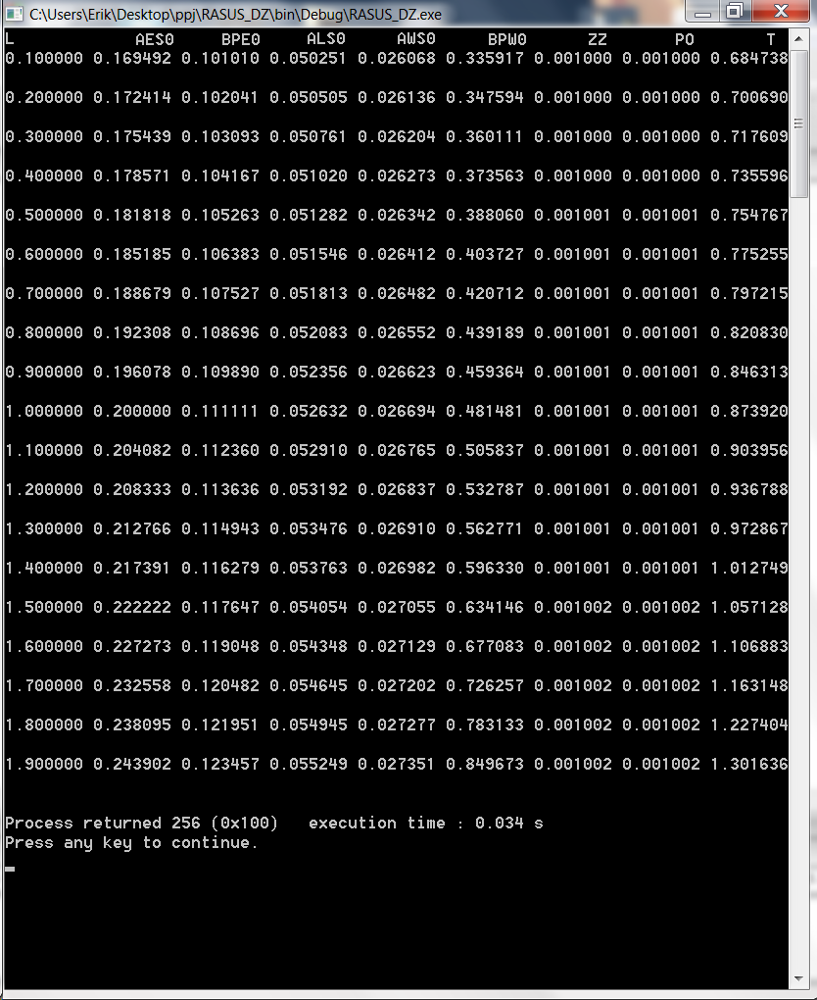 C:\Users\Erik\Desktop\ppj\RASUS_DZ\bin\Debug\RASUS_DZ.exe
L AES0 BPE0 ALS0 AWS0 BPW0 ZZ PO T
0.100000 0.169492 0.101010 0.050251 0.026068 0.335917 0.001000 0.001000 0.684738
0.200000 0.172414 0.102041 0.050505 0.026136 0.347594 0.001000 0.001000 0.700690
0.300000 0.175439 0.103093 0.050761 0.026204 0.360111 0.001000 0.001000 0.717609
0.400000 0.178571 0.104167 0.051020 0.026273 0.373563 0.001000 0.001000 0.735596
0.500000 0.181818 0.105263 0.051282 0.026342 0.388060 0.001001 0.001001 0.754767
0.600000 0.185185 0.106383 0.051546 0.026412 0.403727 0.001001 0.001001 0.775255
0.700000 0.188679 0.107527 0.051813 0.026482 0.420712 0.001001 0.001001 0.797215
0.800000 0.192308 0.108696 0.052083 0.026552 0.439189 0.001001 0.001001 0.820830
0.900000 0.196078 0.109890 0.052356 0.026623 0.459364 0.001001 0.001001 0.846313
1.000000 0.200000 0.111111 0.052632 0.026694 0.481481 0.001001 0.001001 0.873920
1.100000 0.204082 0.112360 0.052910 0.026765 0.505837 0.001001 0.001001 0.903956
1.200000 0.208333 0.113636 0.053192 0.026837 0.532787 0.001001 0.001001 0.936788
1.300000 0.212766 0.114943 0.053476 0.026910 0.562771 0.001001 0.001001 0.972867
1.400000 0.217391 0.116279 0.053763 0.026982 0.596330 0.001001 0.001001 1.012749
1.500000 0.222222 0.117647 0.054054 0.027055 0.634146 0.001002 0.001002 1.057128
1.600000 0.227273 0.119048 0.054348 0.027129 0.677083 0.001002 0.001002 1.106883
1.700000 0.232558 0.120482 0.054645 0.027202 0.726257 0.001002 0.001002 1.163148
1.800000 0.238095 0.121951 0.054945 0.027277 0.783133 0.001002 0.001002 1.227404
1.900000 0.243902 0.123457 0.055249 0.027351 0.849673 0.001002 0.001002 1.301636
Process returned 256 (0x100) execution time : 0.034 s
Press any key to continue.